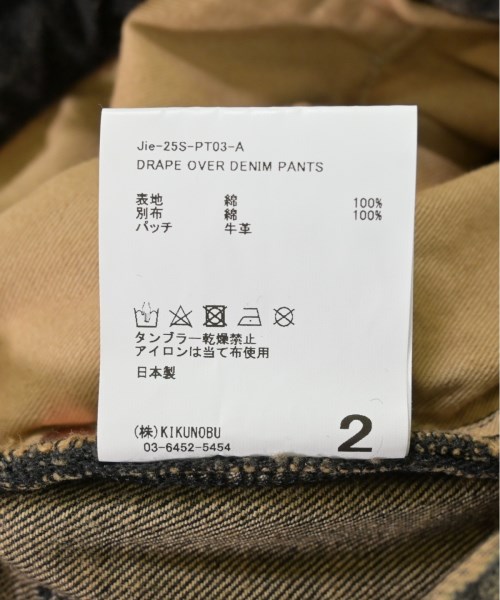 Jie-25S-PT03-A
DRAPE OVER DENIM PANTS
表地 綿 100%
別布 綿 100%
パッチ 牛革
タンブラー乾燥禁止
アイロンは当て布使用
日本製
(株)KIKUNOBU
03-6452-5454
2